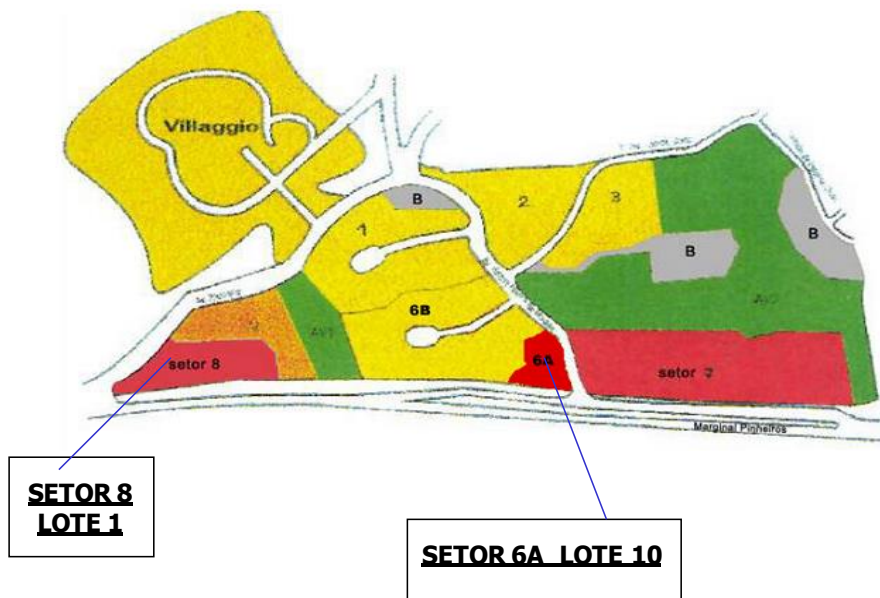 Villaggio
B
1
2
3
B
B
6B
6A
setor 8
setor 7
Marginal Pinheiros
SETOR 8
LOTE 1
SETOR 6A LOTE 10